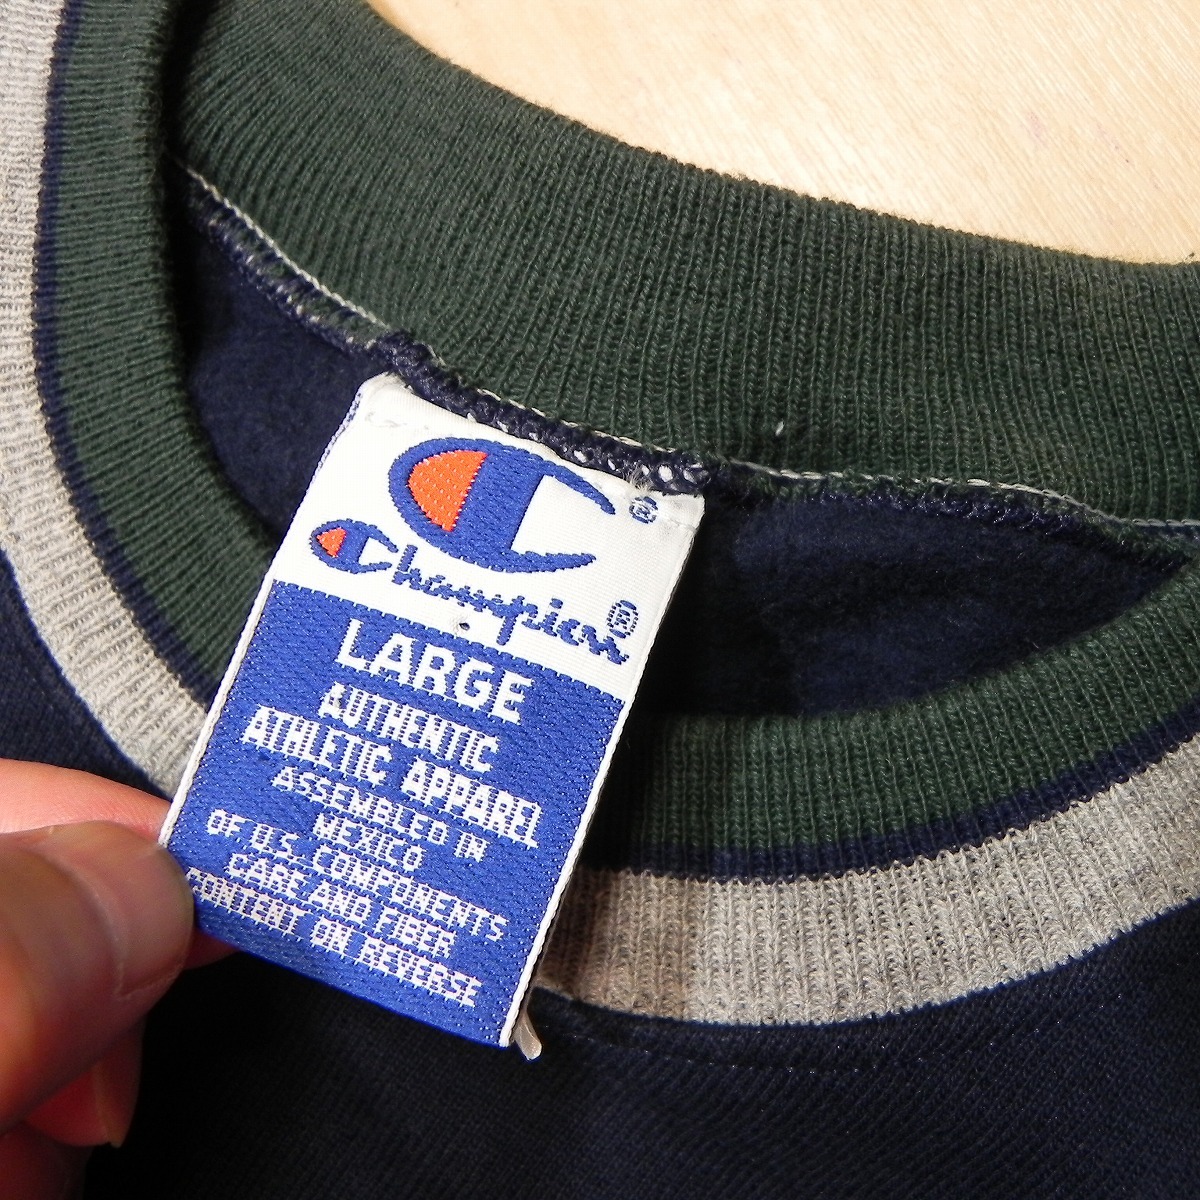 ®
Champion®
LARGE
AUTHENTIC
ATHLETIC APPAREL
ASSEMBLED IN
MEXICO
OF U.S. COMPONENTS
CARE AND FIBER
CONTENT ON REVERSE